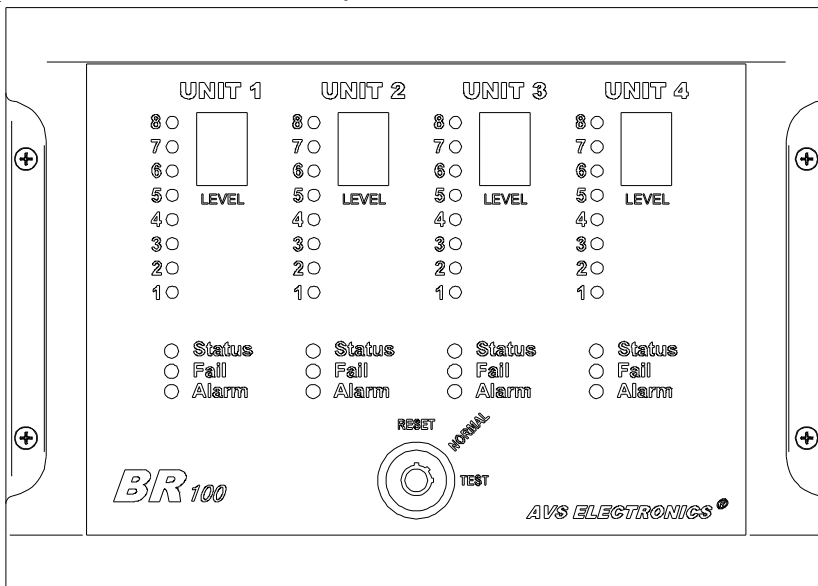 UNIT 1 UNIT 2 UNIT 3 UNIT 4
8 8 8 8
7 7 7 7
6 6 6 6
5 LEVEL 5 LEVEL 5 LEVEL 5 LEVEL
4 4 4 4
3 3 3 3
2 2 2 2
1 1 1 1
Status Status Status Status
Fail Fail Fail Fail
Alarm Alarm Alarm Alarm
RESET NORMAL
TEST
BR 100
AVS ELECTRONICS ®